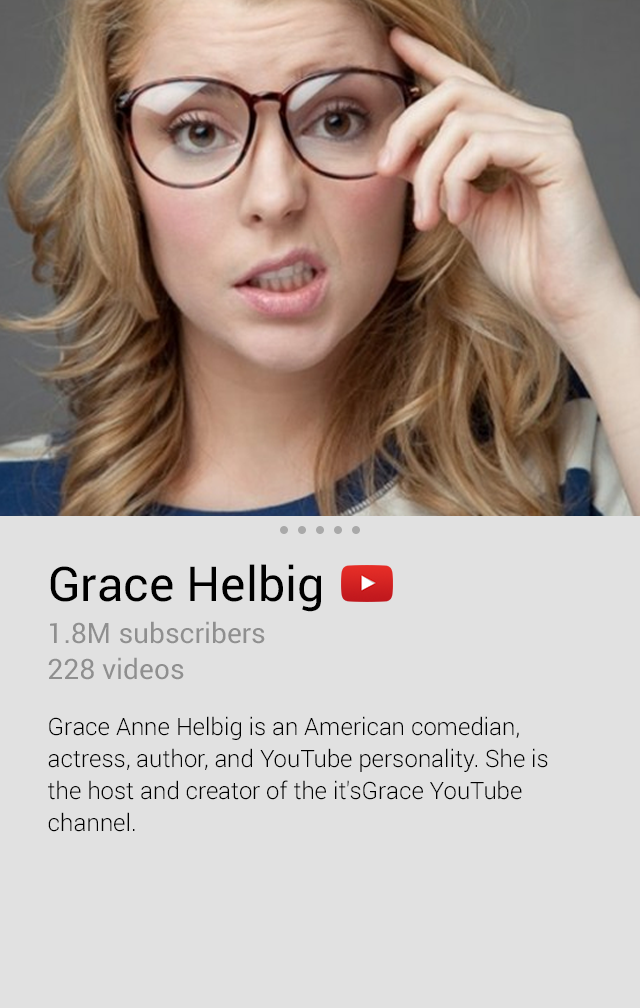 Grace Helbig
1.8M subscribers
228 videos
Grace Anne Helbig is an American comedian,
actress, author, and YouTube personality. She is
the host and creator of the it'sGrace YouTube
channel.